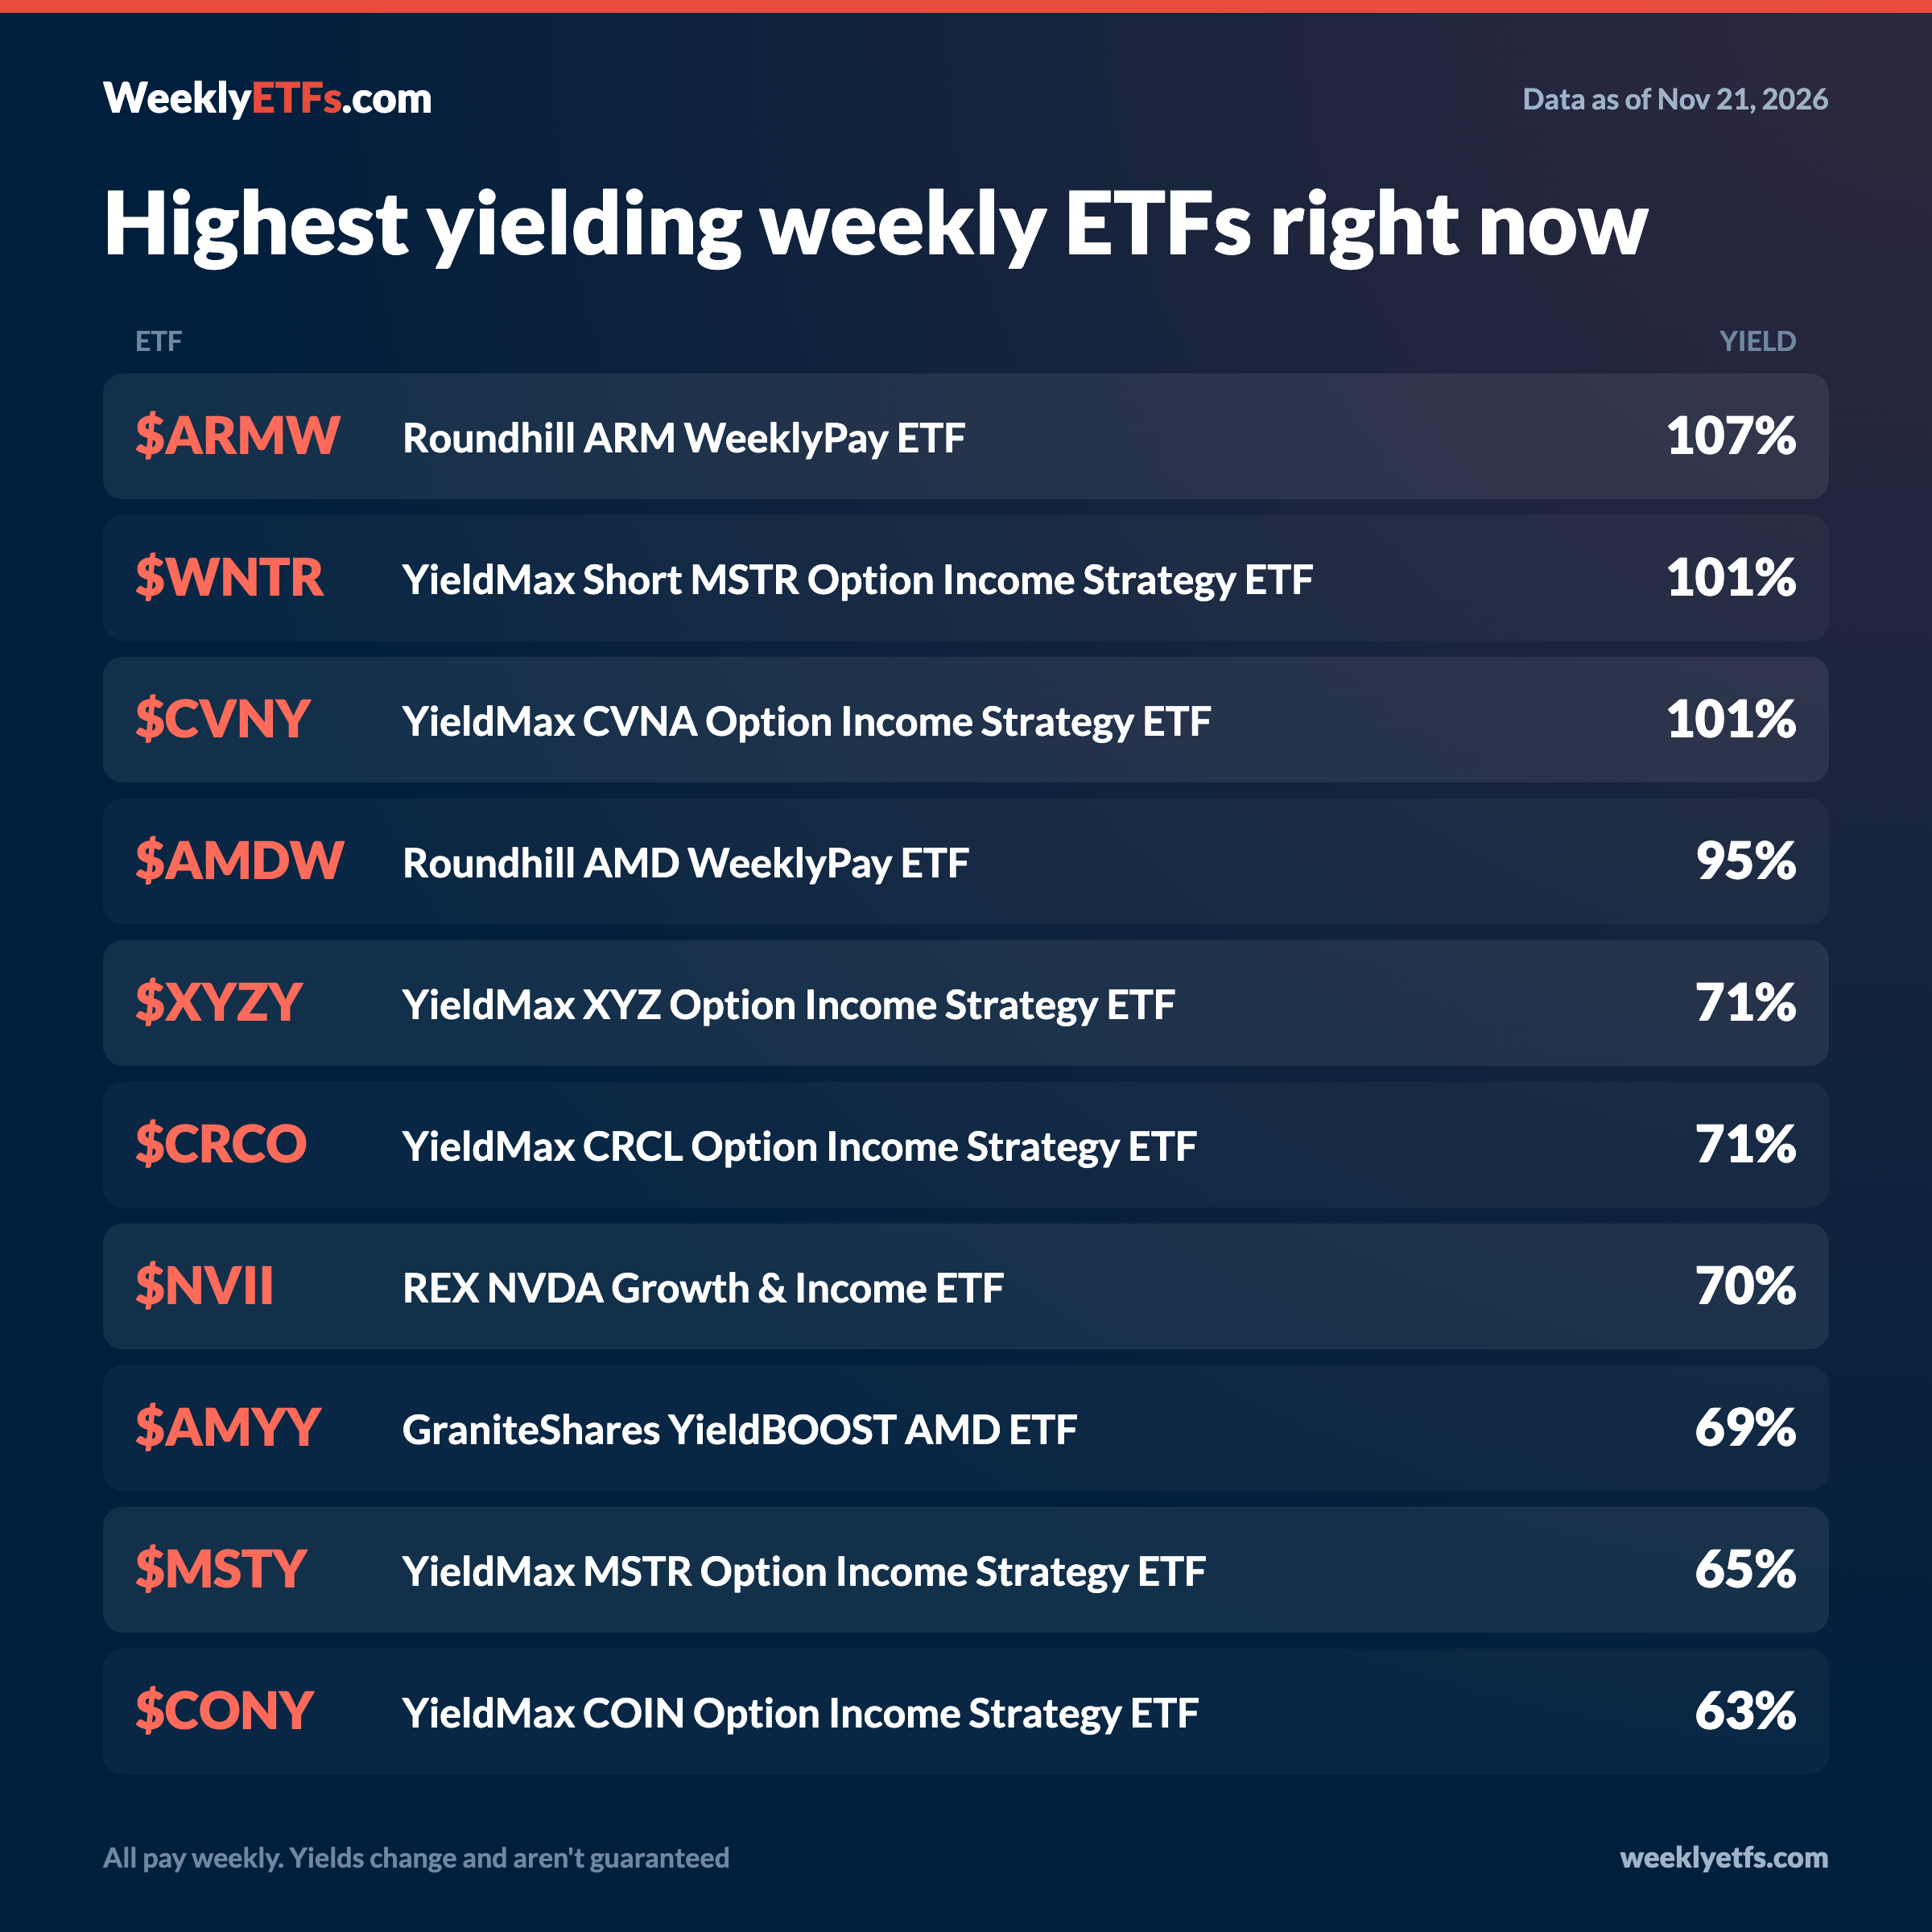 WeeklyETFs.com
Data as of Nov 21, 2026
Highest yielding weekly ETFs right now
ETF YIELD
$ARMW Roundhill ARM WeeklyPay ETF 107%
$WNTR YieldMax Short MSTR Option Income Strategy ETF 101%
$CVNY YieldMax CVNA Option Income Strategy ETF 101%
$AMDW Roundhill AMD WeeklyPay ETF 95%
$XYZY YieldMax XYZ Option Income Strategy ETF 71%
$CRCO YieldMax CRCL Option Income Strategy ETF 71%
$NVII REX NVDA Growth & Income ETF 70%
$AMYY GraniteShares YieldBOOST AMD ETF 69%
$MSTY YieldMax MSTR Option Income Strategy ETF 65%
$CONY YieldMax COIN Option Income Strategy ETF 63%
All pay weekly. Yields change and aren't guaranteed
weeklyetfs.com